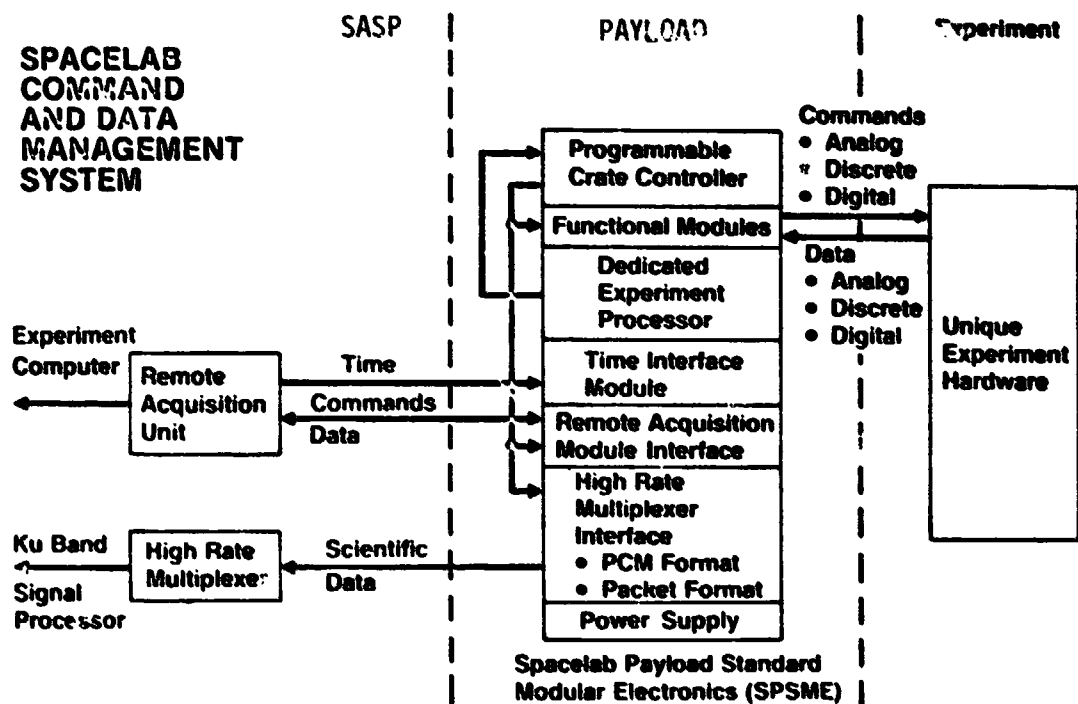 SASP
PAYLOAD
Experiment
SPACELAB
COMMAND
AND DATA
MANAGEMENT
SYSTEM
Programmable
Crate Controller
Functional Modules
Dedicated
Experiment
Processor
Time Interface
Module
Remote Acquisition
Module Interface
High Rate
Multiplexer
Interface
• PCM Format
• Packet Format
Power Supply
Spacelab Payload Standard
Modular Electronics (SPSME)
Commands
• Analog
• Discrete
• Digital
Data
• Analog
• Discrete
• Digital
Unique
Experiment
Hardware
Experiment
Computer
Remote
Acquisition
Unit
Time
Commands
Data
Ku Band
Signal
Processor
High Rate
Multiplexer
Scientific
Data